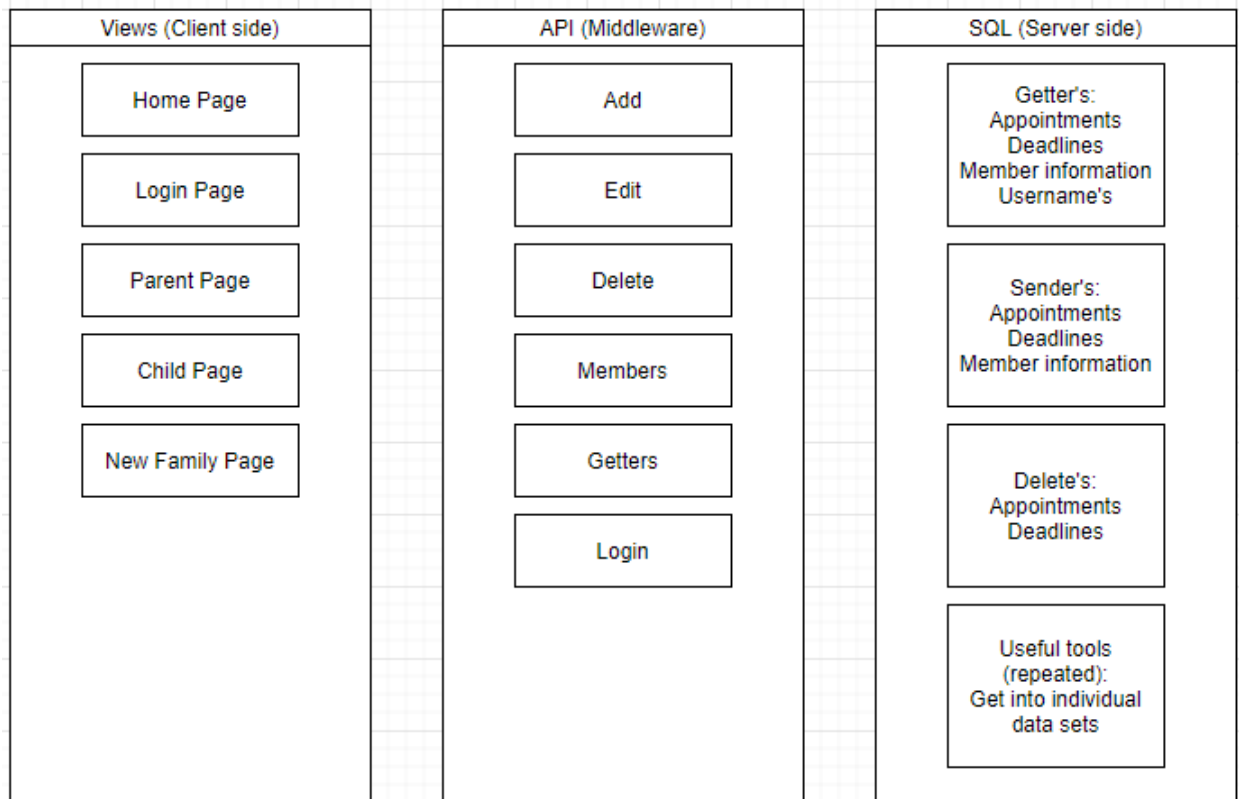 Views (Client side)
Home Page
Login Page
Parent Page
Child Page
New Family Page
API (Middleware)
Add
Edit
Delete
Members
Getters
Login
SQL (Server side)
Getter's:
Appointments
Deadlines
Member information
Username's
Sender's:
Appointments
Deadlines
Member information
Delete's:
Appointments
Deadlines
Useful tools
(repeated):
Get into individual
data sets